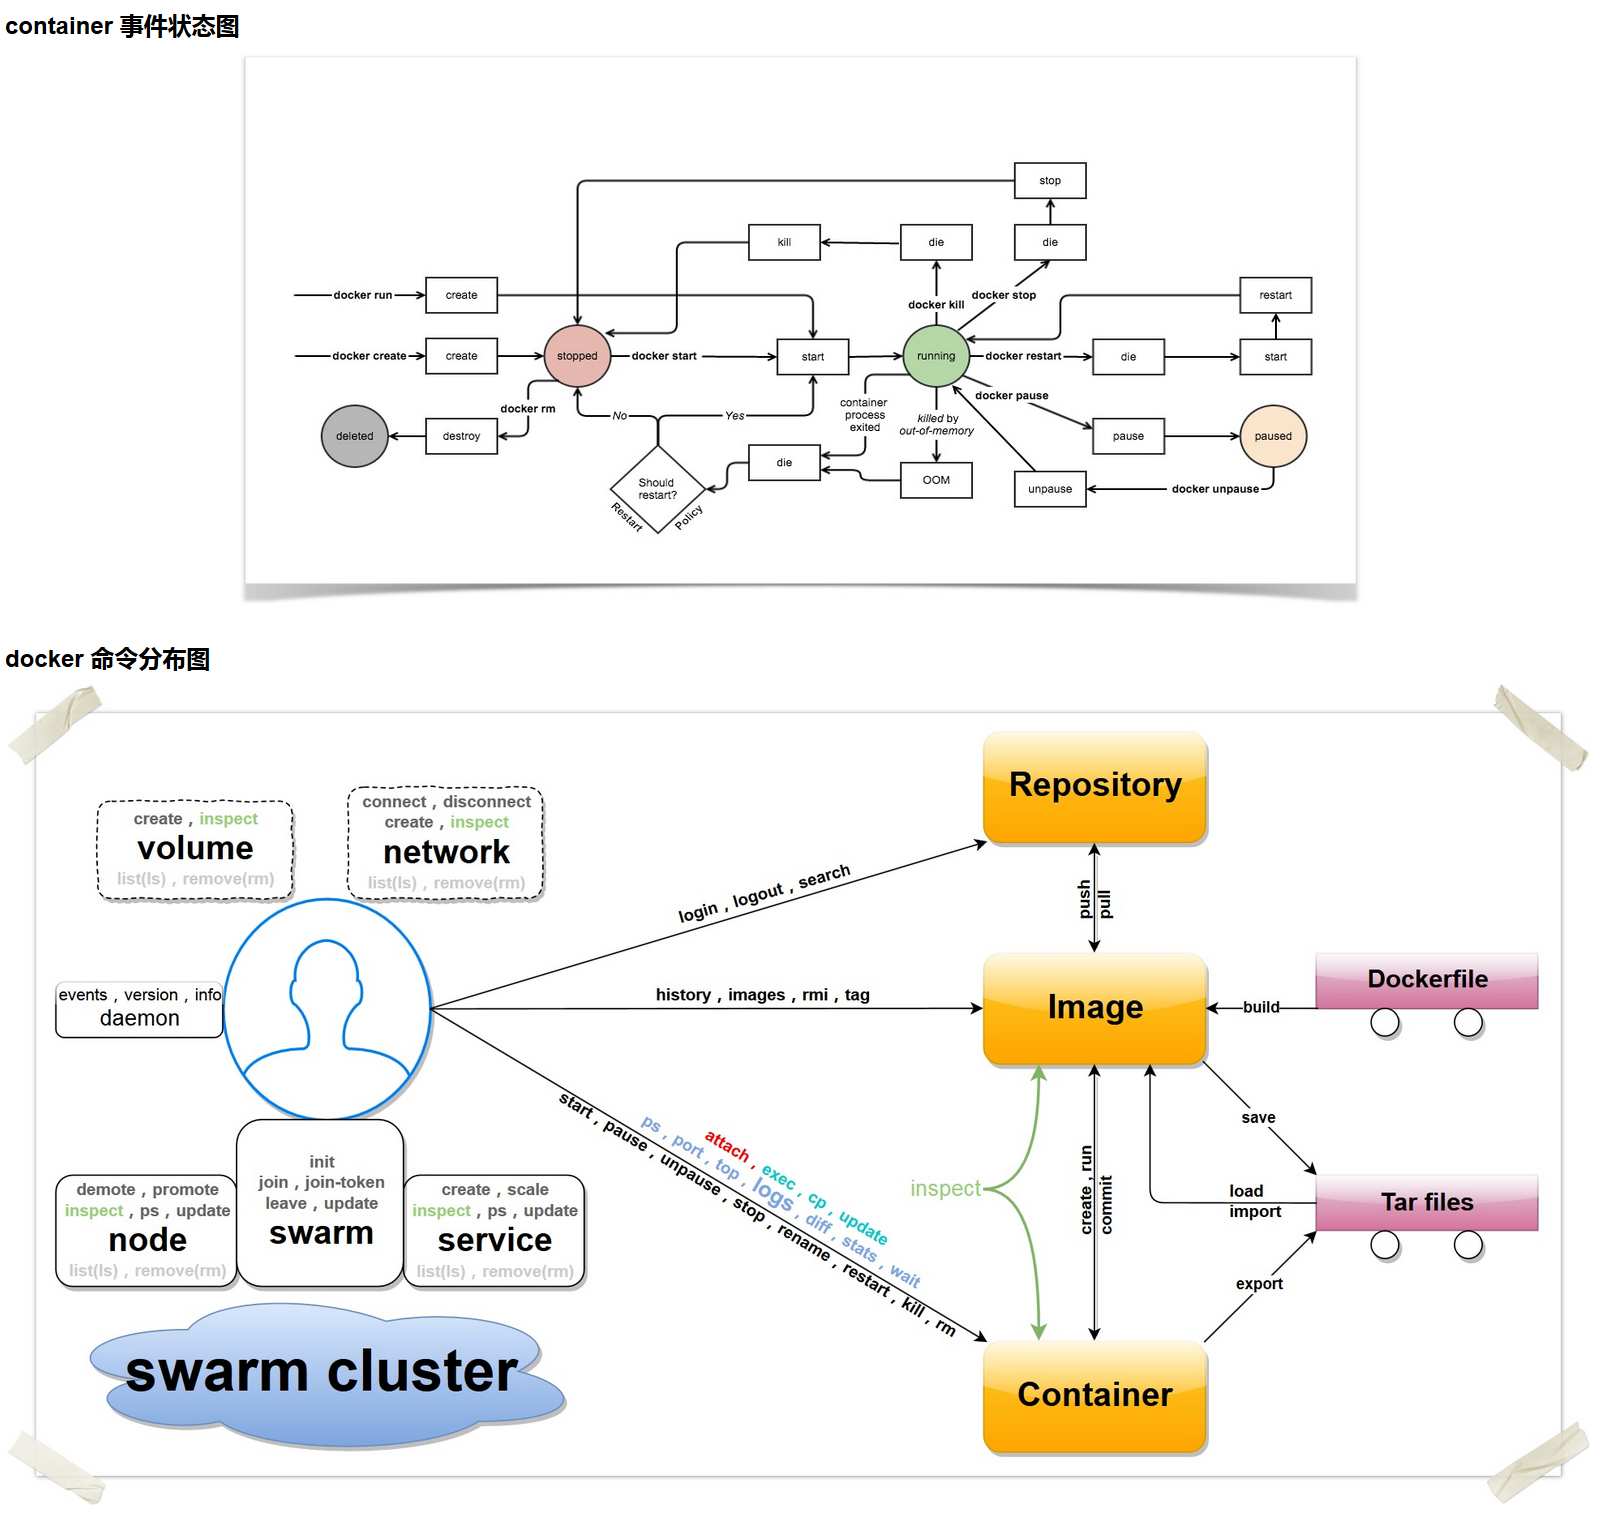 container 事件状态图
stop
kill
die
die
docker run
create
docker kill
docker stop
restart
docker create
create
stopped
docker start
start
running
docker restart
die
start
docker rm
No
Yes
container
process
exited
killed by
out-of-memory
docker pause
deleted
destroy
pause
paused
die
Should
restart?
Restart
Policy
OOM
unpause
docker unpause
docker 命令分布图
create , inspect
volume
list(ls) , remove(rm)
connect , disconnect
create , inspect
network
list(ls) , remove(rm)
Repository
login , logout , search
push
pull
events , version , info
daemon
history , images , rmi , tag
Image
build
Dockerfile
init
join , join-token
leave , update
swarm
demote , promote
inspect , ps , update
node
list(ls) , remove(rm)
create , scale
inspect , ps , update
service
list(ls) , remove(rm)
attach , exec , cp , update
ps , port , top , logs , diff , stats , wait
start , pause , unpause , stop , rename , restart , kill , rm
inspect
create , run
commit
save
load
import
Tar files
export
swarm cluster
Container